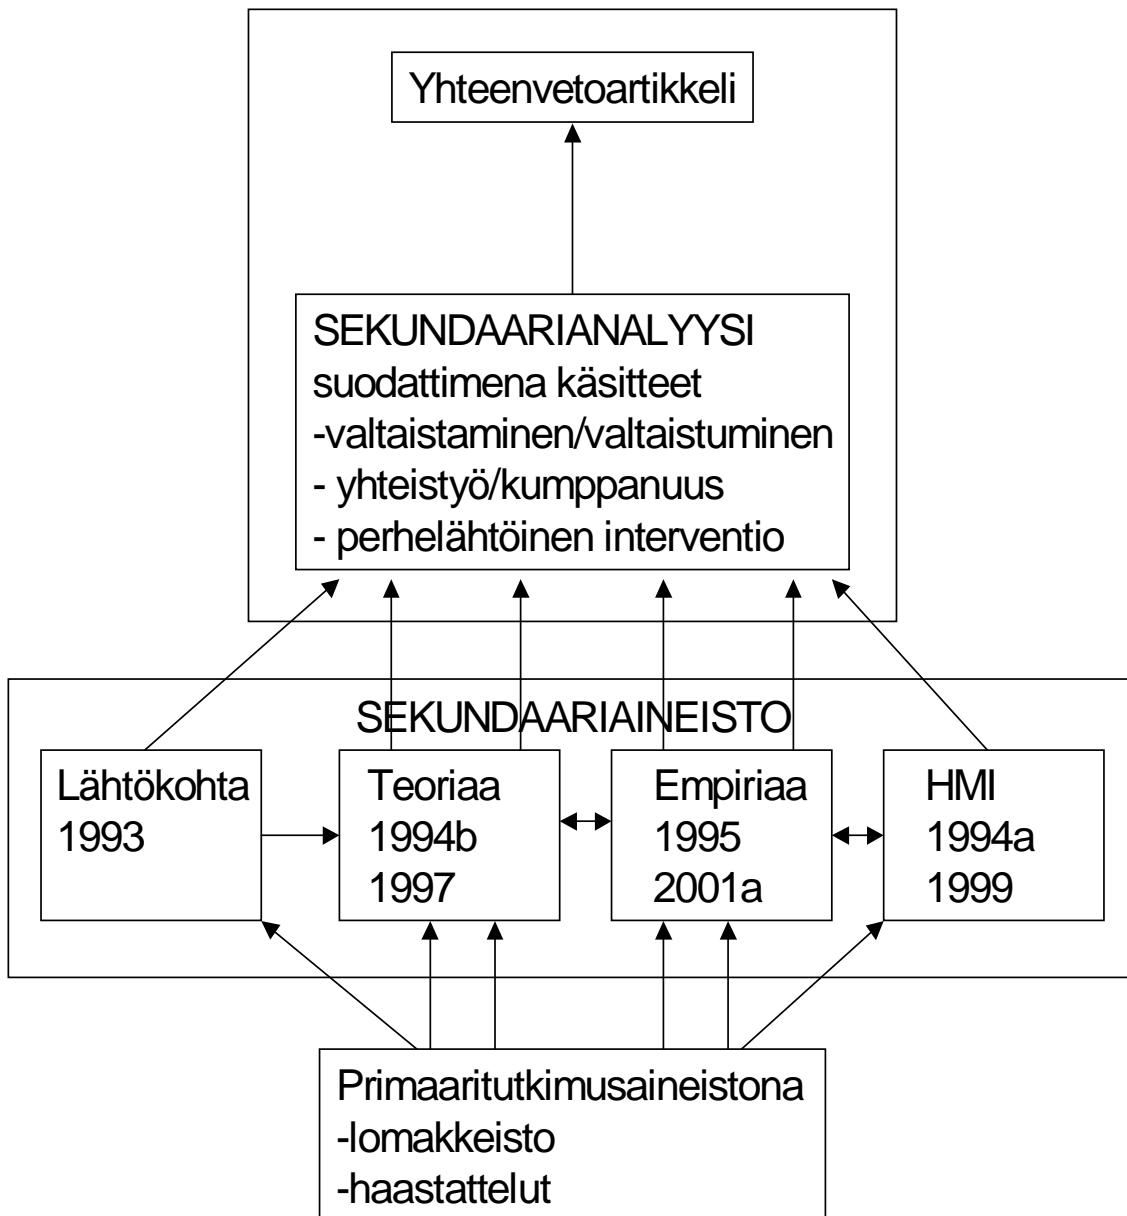 Yhteenvetoartikkeli
SEKUNDAARIANALYYSI
suodattimena käsitteet
-valtaistaminen/valtaistuminen
- yhteistyö/kumppanuus
- perhelähtöinen interventio
SEKUNDAARIAINEISTO
Lähtökohta
1993
Teoriaa
1994b
1997
Empiriaa
1995
2001a
HMI
1994a
1999
Primaaritutkimusaineistona
-lomakkeisto
-haastattelut